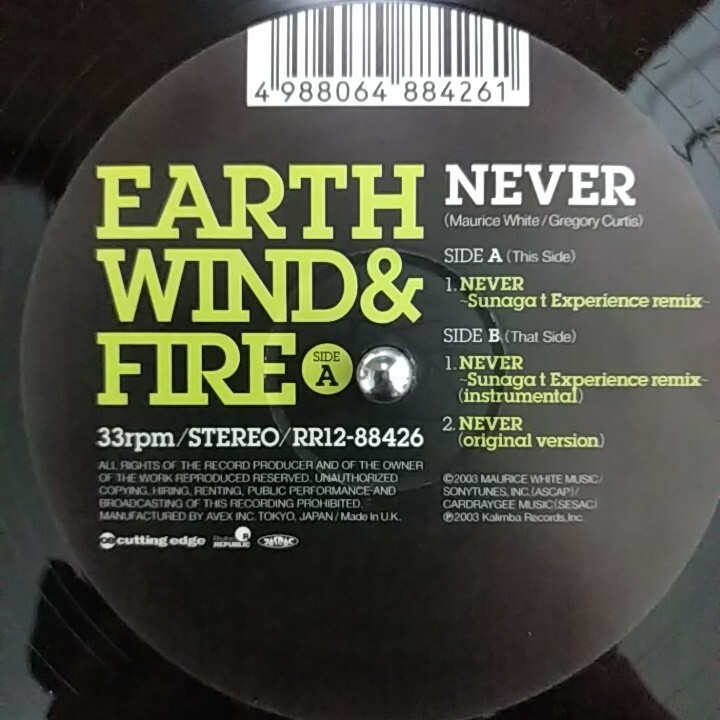 4 988064 884261
EARTH
WIND&
FIRE
SIDE
A
33rpm/STEREO/RR12-88426
ALL RIGHTS OF THE RECORD PRODUCER AND OF THE OWNER
OF THE WORK REPRODUCED RESERVED. UNAUTHORIZED
COPYING, HIRING, RENTING, PUBLIC PERFORMANCE AND
BROADCASTING OF THIS RECORDING PROHIBITED.
MANUFACTURED BY AVEX INC. TOKYO, JAPAN / Made in U.K.
cutting edge
REPUBLIC
JASRAC
NEVER
(Maurice White/Gregory Curtis)
SIDE A (This Side)
1. NEVER
~Sunaga t Experience remix~
SIDE B (That Side)
1. NEVER
~Sunaga t Experience remix~
(instrumental)
2. NEVER
(original version)
©2003 MAURICE WHITE MUSIC/
SONYTUNES, INC. (ASCAP)/
CARDRAYGEE MUSIC (SESAC)
℗2003 Kalimba Records, Inc.